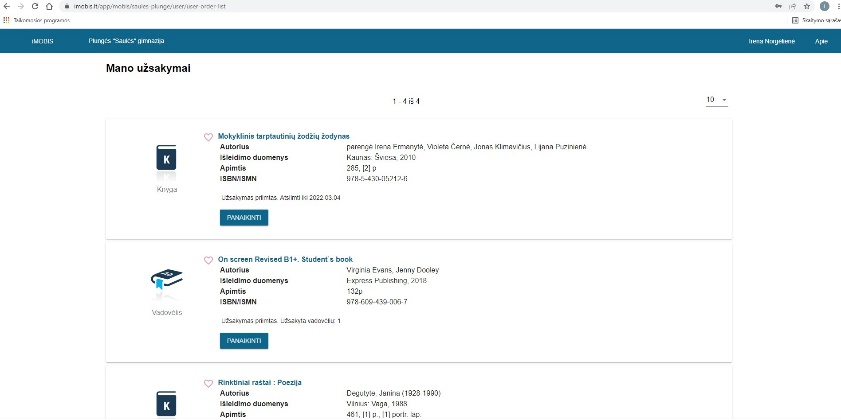 imobis.lt/app/mobis/saules-plunge/user/user-order-list
Taikomosios programos
Skaitymo sąrašas
iMOBIS
Plungės "Saulės" gimnazija
Irena Norgėlienė
Apie
Mano užsakymai
1 - 4 iš 4
10
Mokyklinis tarptautinių žodžių žodynas
Autorius
parengė Irena Ermanytė, Violeta Černė, Jonas Klimavičius, Lijana Puzinienė
Išleidimo duomenys
Kaunas: Šviesa, 2010
Apimtis
285, [2] p
ISBN/ISMN
978-5-430-05212-6
K
Knyga
Užsakymas priimtas. Atsiimti iki 2022.03.04
PANAIKINTI
On screen Revised B1+. Student`s book
Autorius
Virginia Evans, Jenny Dooley
Išleidimo duomenys
Express Publishing, 2018
Apimtis
132p
ISBN/ISMN
978-609-439-006-7
Vadovėlis
Užsakymas priimtas. Užsakyta vadovėlių: 1
PANAIKINTI
Rinktiniai raštai : Poezija
Autorius
Degutytė, Janina (1928-1990)
Išleidimo duomenys
Vilnius: Vaga, 1988
Apimtis
461, [1] p., [1] portr. lap.
K